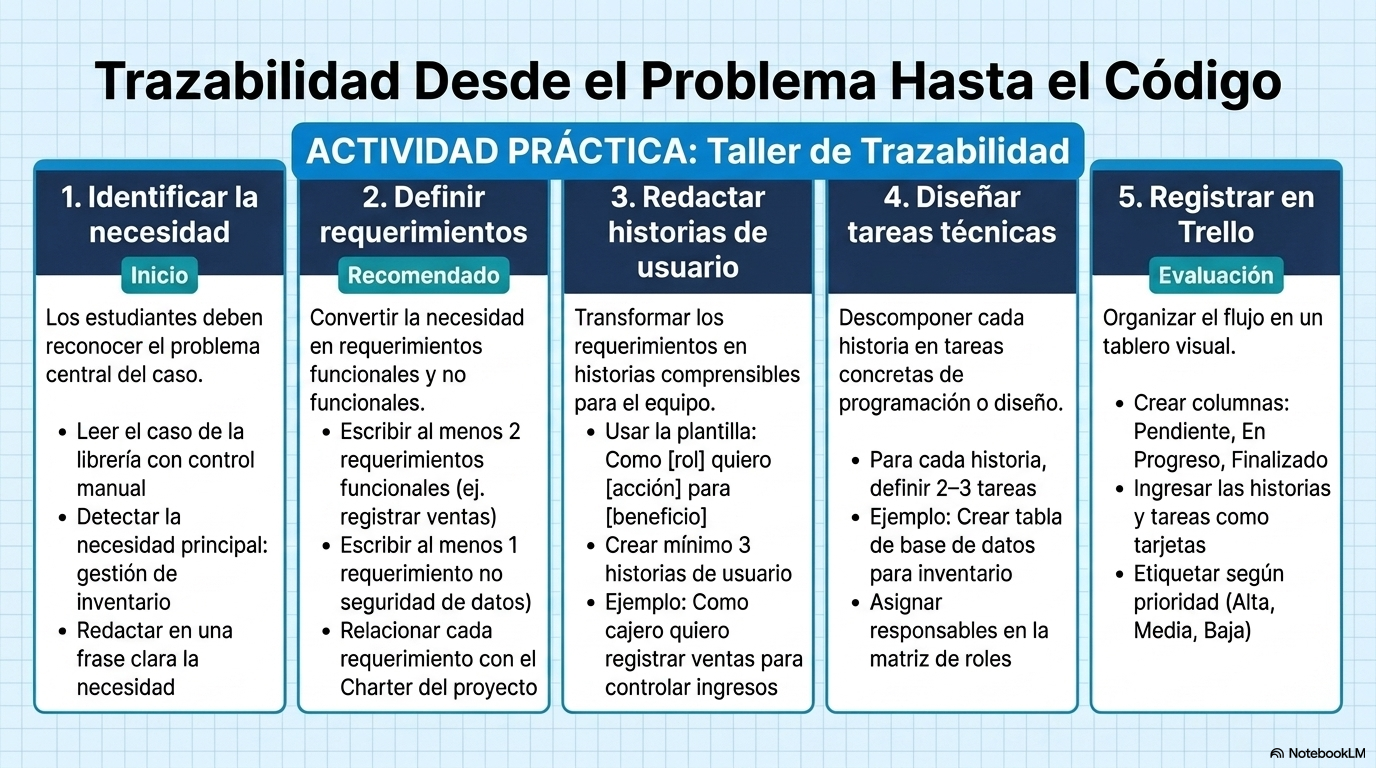 Trazabilidad Desde el Problema Hasta el Código
ACTIVIDAD PRÁCTICA: Taller de Trazabilidad
1. Identificar la
necesidad
Inicio
Los estudiantes deben
reconocer el problema
central del caso.
• Leer el caso de la
librería con control
manual
• Detectar la
necesidad principal:
gestión de
inventario
• Redactar en una
frase clara la
necesidad
2. Definir
requerimientos
Recomendado
Convertir la necesidad
en requerimientos
funcionales y no
funcionales.
• Escribir al menos 2
requerimientos
funcionales (ej.
registrar ventas)
• Escribir al menos 1
requerimiento no
seguridad de datos)
• Relacionar cada
requerimiento con el
Charter del proyecto
3. Redactar
historias de
usuario
Transformar los
requerimientos en
historias comprensibles
para el equipo.
• Usar la plantilla:
Como [rol] quiero
[acción] para
[beneficio]
• Crear mínimo 3
historias de usuario
• Ejemplo: Como
cajero quiero
registrar ventas para
controlar ingresos
4. Diseñar
tareas técnicas
Descomponer cada
historia en tareas
concretas de
programación o diseño.
• Para cada historia,
definir 2–3 tareas
• Ejemplo: Crear tabla
de base de datos
para inventario
• Asignar
responsables en la
matriz de roles
5. Registrar en
Trello
Evaluación
Organizar el flujo en un
tablero visual.
• Crear columnas:
Pendiente, En
Progreso, Finalizado
• Ingresar las historias
y tareas como
tarjetas
• Etiquetar según
prioridad (Alta,
Media, Baja)
NotebookLM